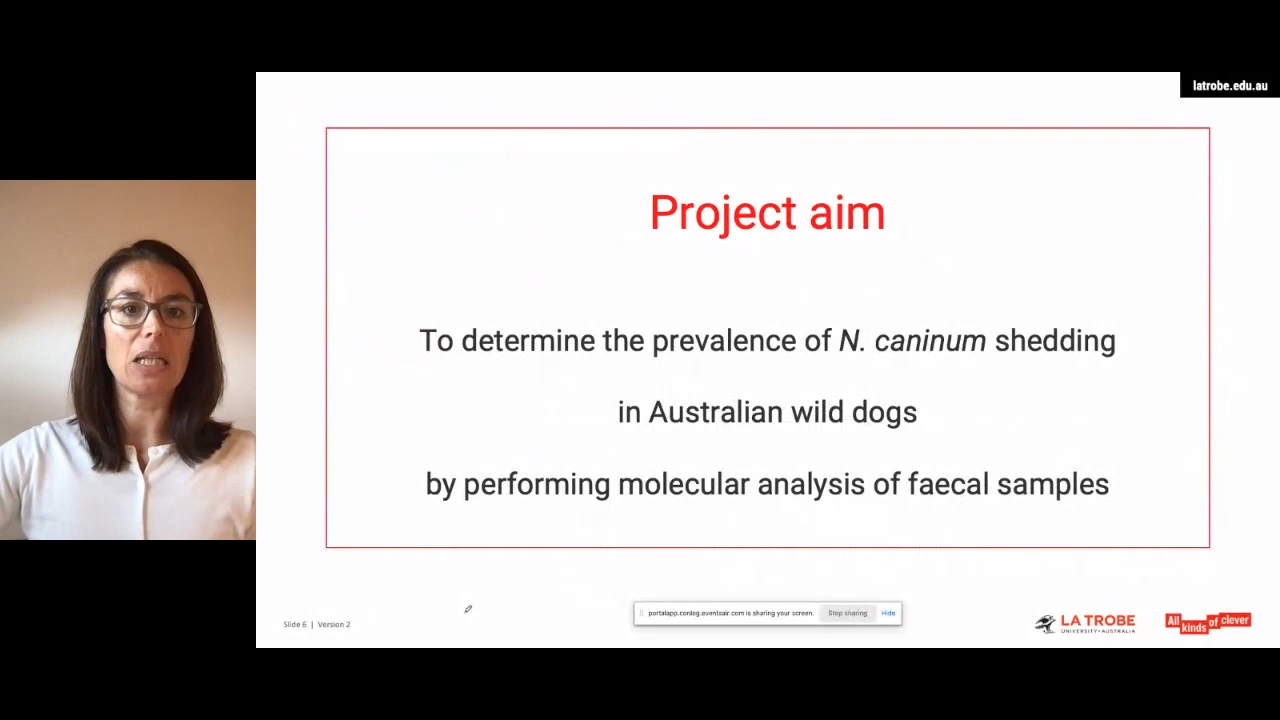 latrobe.edu.au
Project aim
To determine the prevalence of N. caninum shedding
in Australian wild dogs
by performing molecular analysis of faecal samples
portalapp.conlog.eventsair.com is sharing your screen. Stop sharing Hide
Slide 6 | Version 2
LA TROBE
UNIVERSITY • AUSTRALIA
All kinds of clever